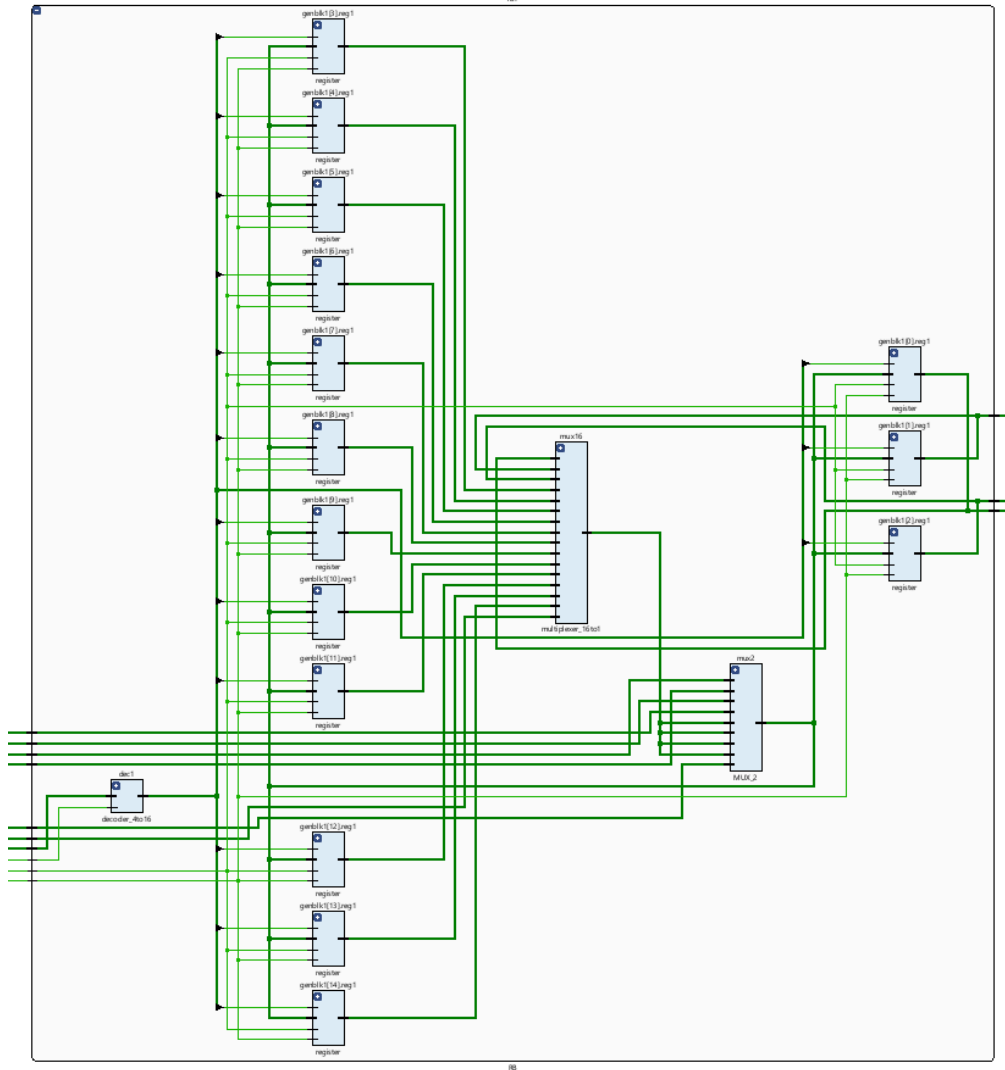 genblk1[3].reg1
register
genblk1[4].reg1
register
genblk1[5].reg1
register
genblk1[6].reg1
register
genblk1[7].reg1
register
genblk1[0].reg1
register
genblk1[8].reg1
register
genblk1[1].reg1
register
mux16
multiplexer_16to1
genblk1[9].reg1
register
genblk1[2].reg1
register
genblk1[10].reg1
register
genblk1[11].reg1
register
mux2
MUX_2
dec1
decoder_4to16
genblk1[12].reg1
register
genblk1[13].reg1
register
genblk1[14].reg1
register
RB